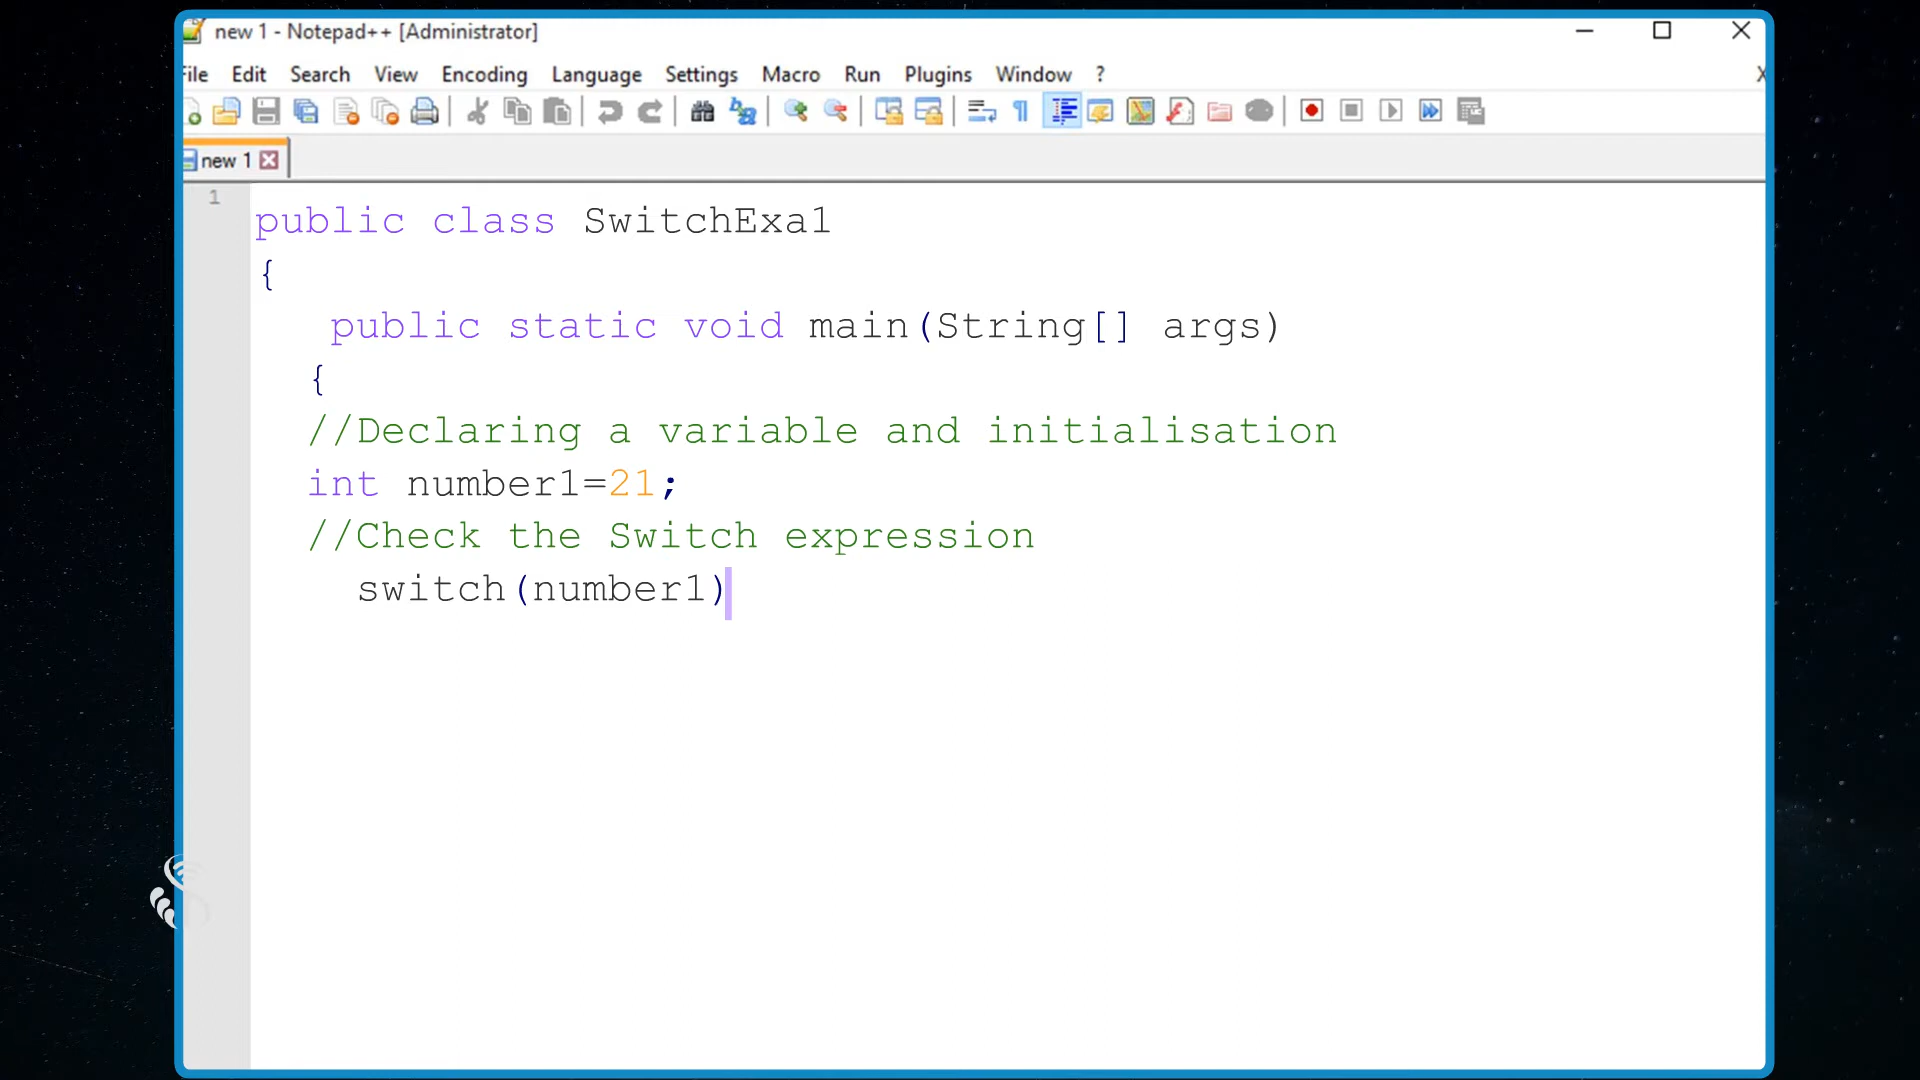 new 1 - Notepad++ [Administrator]
File Edit Search View Encoding Language Settings Macro Run Plugins Window ? X
new 1
1
public class SwitchExa1
{
public static void main(String[] args)
{
//Declaring a variable and initialisation
int number1=21;
//Check the Switch expression
switch(number1)